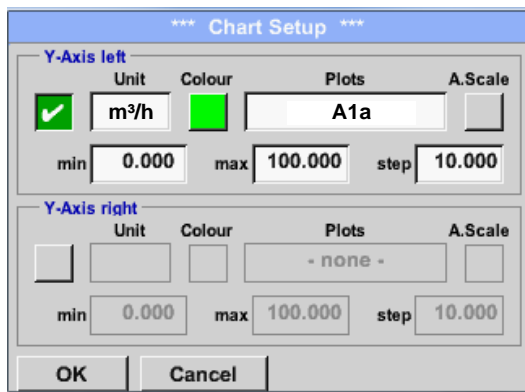 *** Chart Setup ***
Y-Axis left
Unit Colour Plots A.Scale
m³/h A1a
min 0.000 max 100.000 step 10.000
Y-Axis right
Unit Colour Plots A.Scale
- none -
min 0.000 max 100.000 step 10.000
OK Cancel